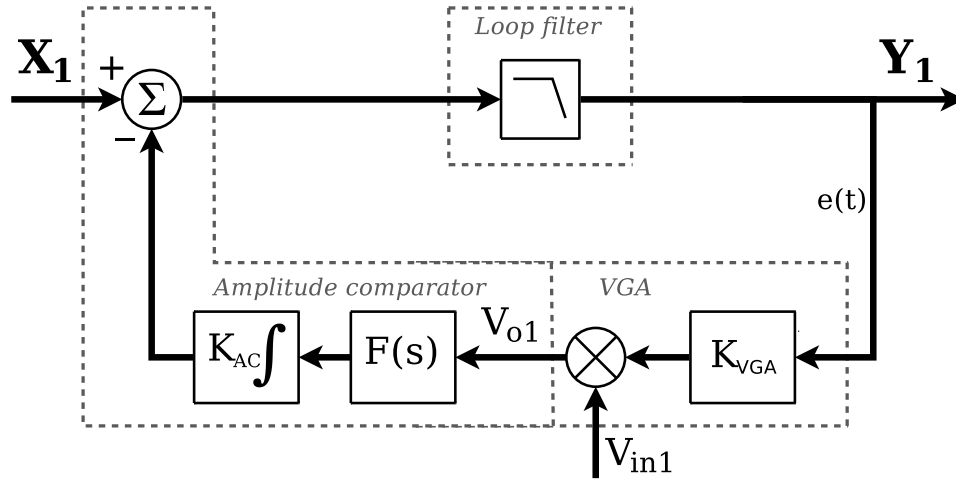 Loop filter
X1
+
Σ
Y1
−
e(t)
Amplitude comparator
VGA
KAC∫
F(s)
Vo1
KVGA
Vin1